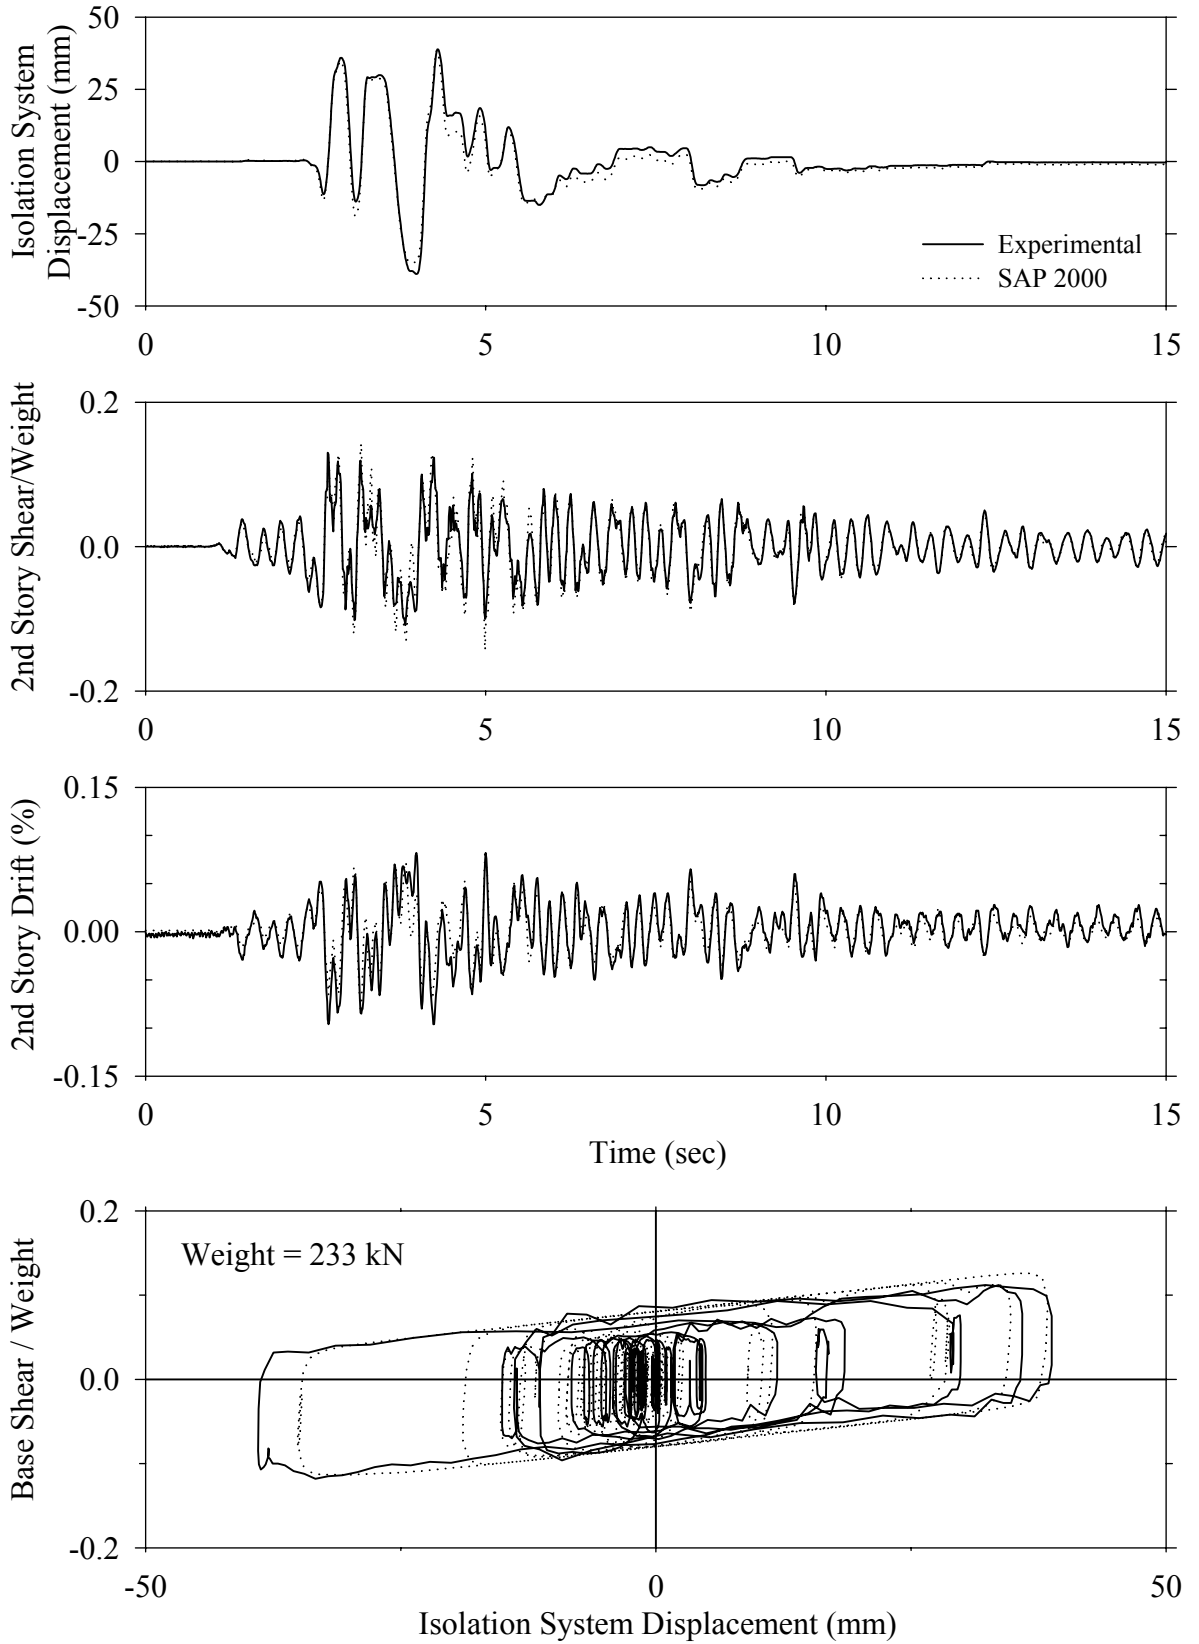 Isolation System
Displacement (mm)
50
25
0
-25
-50
Experimental
SAP 2000
0 5 10 15
2nd Story Shear/Weight
0.2
0.0
-0.2
0 5 10 15
2nd Story Drift (%)
0.15
0.00
-0.15
0 5 10 15
Time (sec)
Base Shear / Weight
0.2
0.0
-0.2
Weight = 233 kN
-50 0 50
Isolation System Displacement (mm)